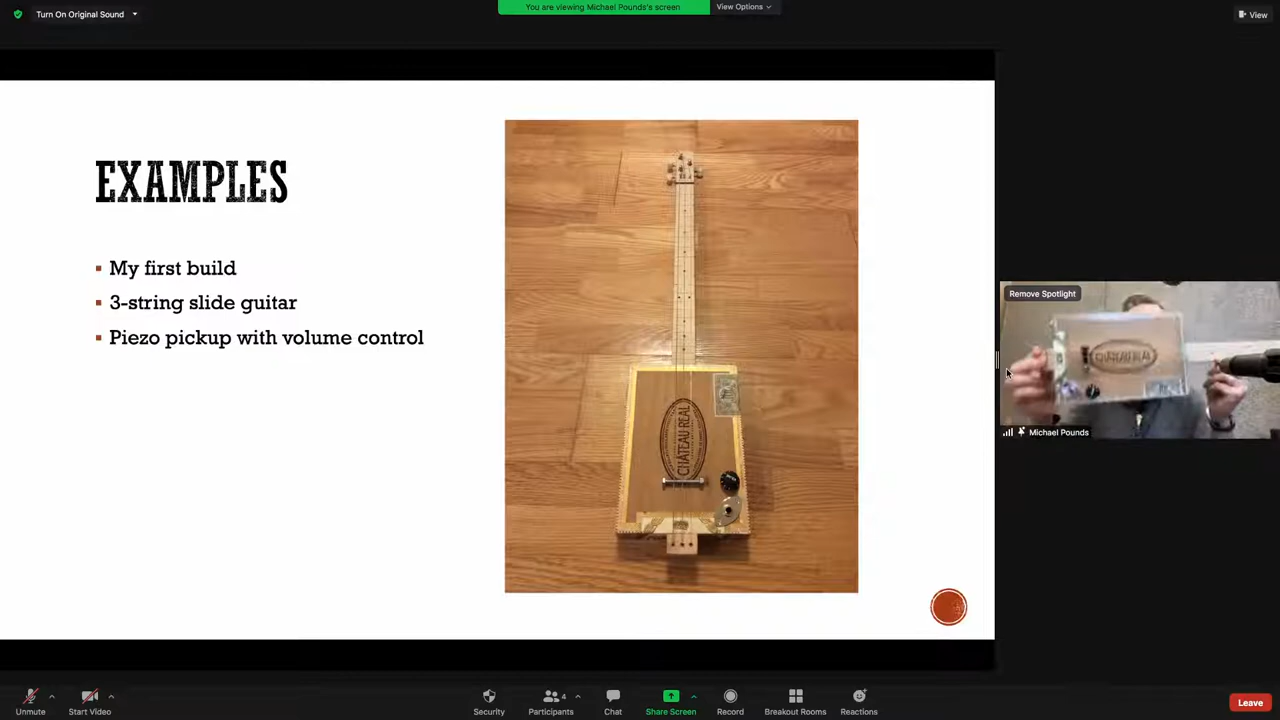 Turn On Original Sound
You are viewing Michael Pounds's screen
View Options
View
EXAMPLES
My first build
3-string slide guitar
Piezo pickup with volume control
CHATEAU REAL
Remove Spotlight
CHATEAU REAL
Michael Pounds
Unmute
Start Video
Security
Participants
4
Chat
Share Screen
Record
Breakout Rooms
Reactions
Leave